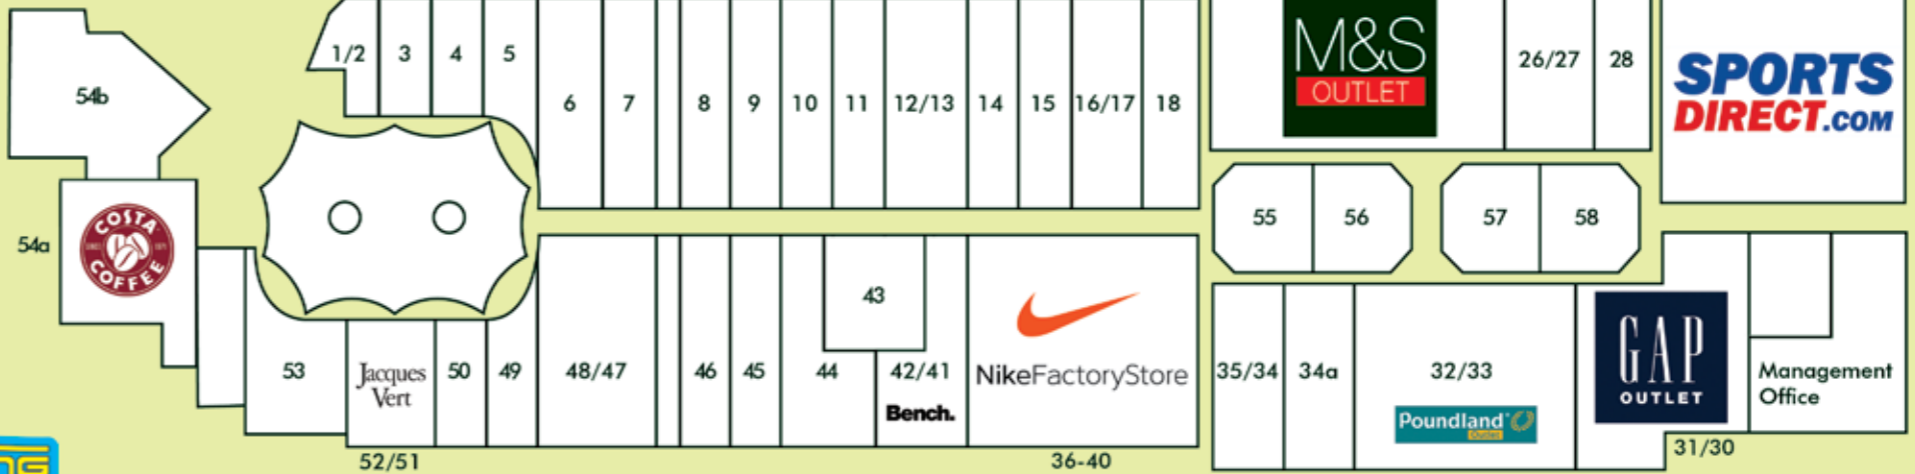 1/2
3
4
5
6
7
8
9
10
11
12/13
14
15
16/17
18
M&S
OUTLET
26/27
28
SPORTS
DIRECT.COM
54b
54a
COSTA
COFFEE
55
56
57
58
53
Jacques
Vert
52/51
50
49
48/47
46
45
44
43
42/41
Bench.
NikeFactoryStore
36-40
35/34
34a
32/33
Poundland
Outlet
GAP
OUTLET
31/30
Management
Office